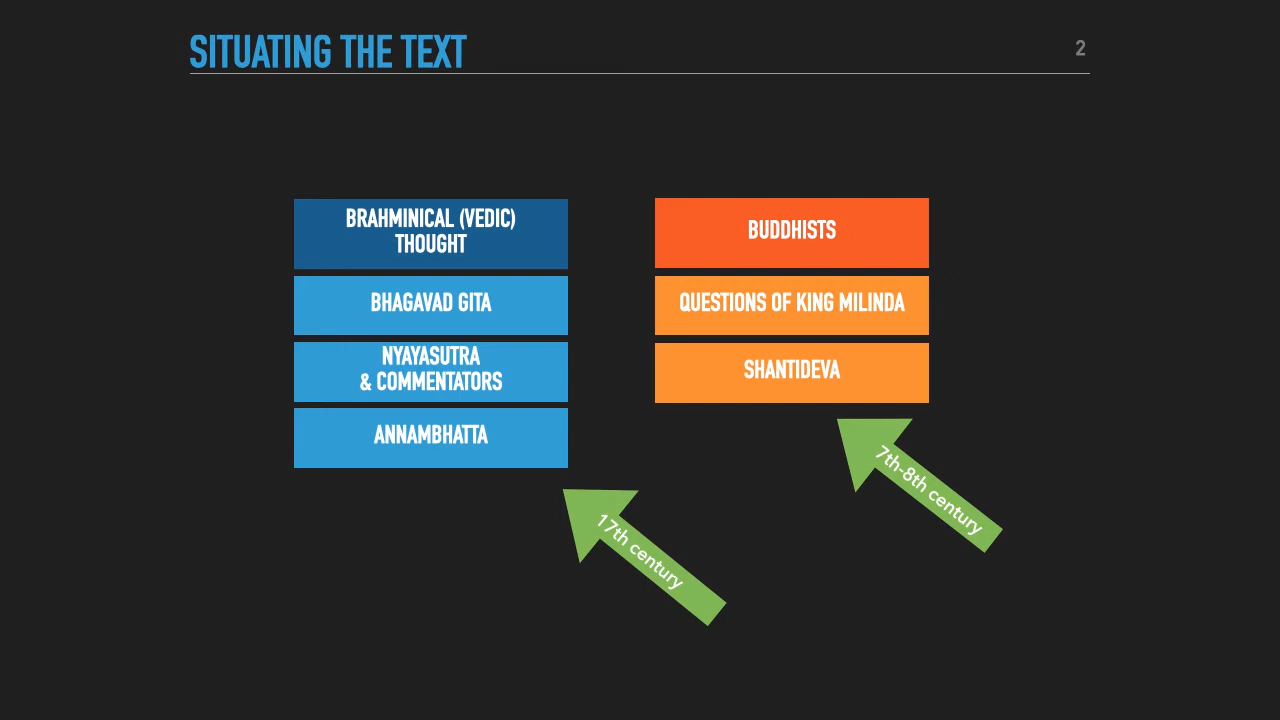 SITUATING THE TEXT
2
BRAHMINICAL (VEDIC)
THOUGHT
BHAGAVAD GITA
NYAYASUTRA
& COMMENTATORS
ANNAMBHATTA
17th century
BUDDHISTS
QUESTIONS OF KING MILINDA
SHANTIDEVA
7th-8th century